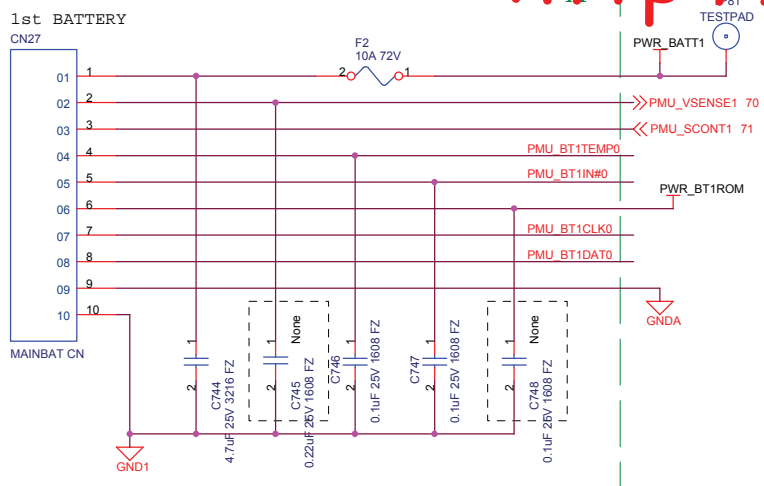 1st BATTERY
CN27
F2
10A 72V
TESTPAD
PWR_BATT1
01 1
2 1
02 2
PMU_VSENSE1 70
03 3
PMU_SCONT1 71
04 4
PMU_BT1TEMP0
05 5
PMU_BT1IN#0
06 6
PWR_BT1ROM
07 7
PMU_BT1CLK0
08 8
PMU_BT1DAT0
09 9
10 10
GNDA
MAINBAT CN
GND1
1
2
C744
4.7uF 25V 3216 FZ
None
1
2
C745
0.22uF 25V 1608 FZ
1
2
C746
0.1uF 25V 1608 FZ
1
2
C747
0.1uF 25V 1608 FZ
None
1
2
C748
0.1uF 25V 1608 FZ